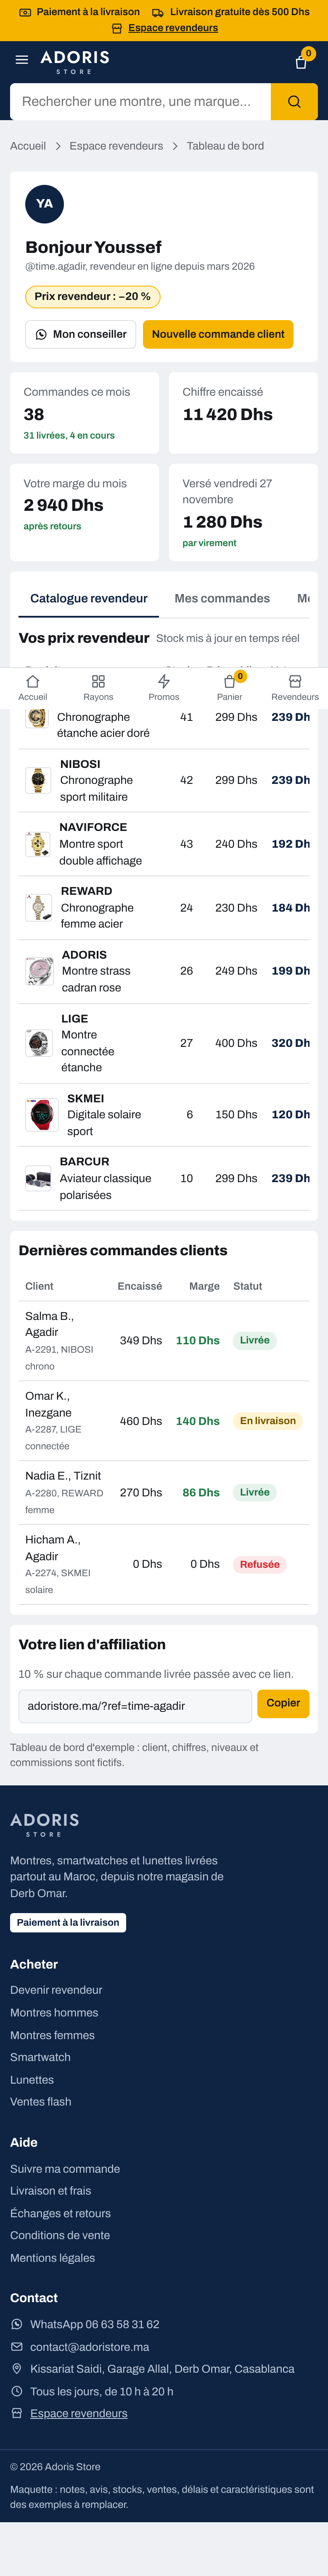 Paiement à la livraison
Livraison gratuite dès 500 Dhs
Espace revendeurs
ADORIS
STORE
0
Rechercher une montre, une marque...
Accueil > Espace revendeurs > Tableau de bord
YA
Bonjour Youssef
@time.agadir, revendeur en ligne depuis mars 2026
Prix revendeur : −20 %
Mon conseiller
Nouvelle commande client
Commandes ce mois
38
31 livrées, 4 en cours
Chiffre encaissé
11 420 Dhs
Votre marge du mois
2 940 Dhs
après retours
Versé vendredi 27
novembre
1 280 Dhs
par virement
Catalogue revendeur
Mes commandes
Vos prix revendeur
Stock mis à jour en temps réel
Accueil
Rayons
Promos
0
Panier
Revendeurs
Chronographe
étanche acier doré
41
299 Dhs
239 Dh
NIBOSI
Chronographe
sport militaire
42
299 Dhs
239 Dh
NAVIFORCE
Montre sport
double affichage
43
240 Dhs
192 Dh
REWARD
Chronographe
femme acier
24
230 Dhs
184 Dh
ADORIS
Montre strass
cadran rose
26
249 Dhs
199 Dh
LIGE
Montre
connectée
étanche
27
400 Dhs
320 Dh
SKMEI
Digitale solaire
sport
6
150 Dhs
120 Dh
BARCUR
Aviateur classique
polarisées
10
299 Dhs
239 Dh
Dernières commandes clients
Client
Encaissé
Marge
Statut
Salma B.,
Agadir
A-2291, NIBOSI
chrono
349 Dhs
110 Dhs
Livrée
Omar K.,
Inezgane
A-2287, LIGE
connectée
460 Dhs
140 Dhs
En livraison
Nadia E., Tiznit
A-2280, REWARD
femme
270 Dhs
86 Dhs
Livrée
Hicham A.,
Agadir
A-2274, SKMEI
solaire
0 Dhs
0 Dhs
Refusée
Votre lien d'affiliation
10 % sur chaque commande livrée passée avec ce lien.
adoristore.ma/?ref=time-agadir
Copier
Tableau de bord d'exemple : client, chiffres, niveaux et
commissions sont fictifs.
ADORIS
STORE
Montres, smartwatches et lunettes livrées
partout au Maroc, depuis notre magasin de
Derb Omar.
Paiement à la livraison
Acheter
Devenir revendeur
Montres hommes
Montres femmes
Smartwatch
Lunettes
Ventes flash
Aide
Suivre ma commande
Livraison et frais
Échanges et retours
Conditions de vente
Mentions légales
Contact
WhatsApp 06 63 58 31 62
contact@adoristore.ma
Kissariat Saidi, Garage Allal, Derb Omar, Casablanca
Tous les jours, de 10 h à 20 h
Espace revendeurs
© 2026 Adoris Store
Maquette : notes, avis, stocks, ventes, délais et caractéristiques sont
des exemples à remplacer.